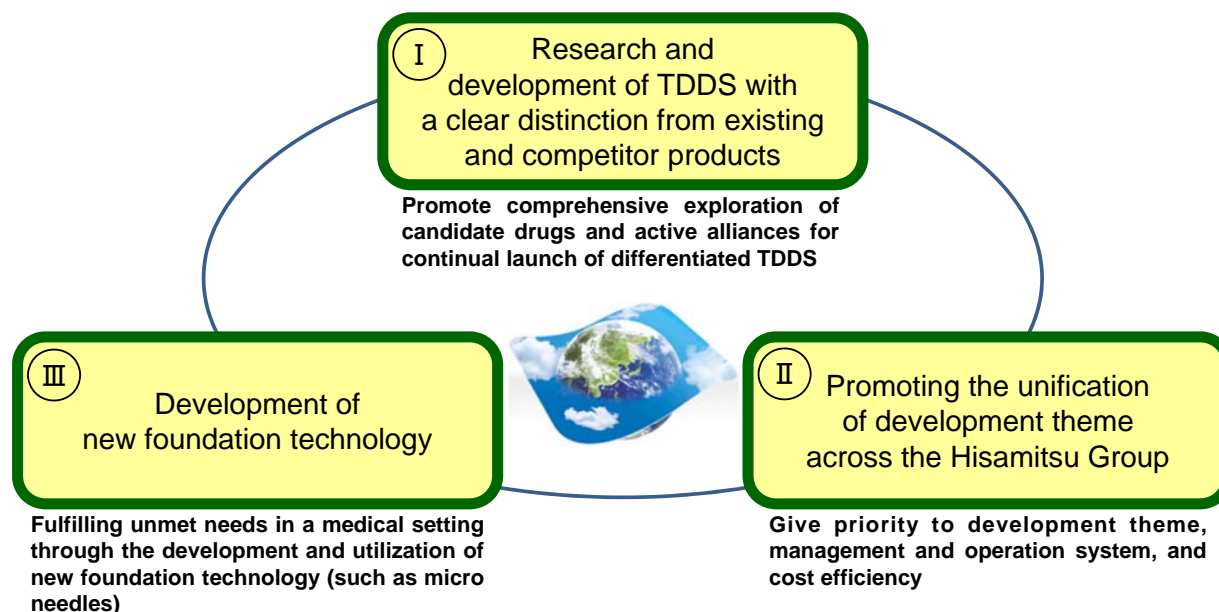 Ⅰ
Research and
development of TDDS with
a clear distinction from existing
and competitor products
Promote comprehensive exploration of
candidate drugs and active alliances for
continual launch of differentiated TDDS
Ⅱ
Promoting the unification
of development theme
across the Hisamitsu Group
Give priority to development theme,
management and operation system, and
cost efficiency
Ⅲ
Development of
new foundation technology
Fulfilling unmet needs in a medical setting
through the development and utilization of
new foundation technology (such as micro
needles)